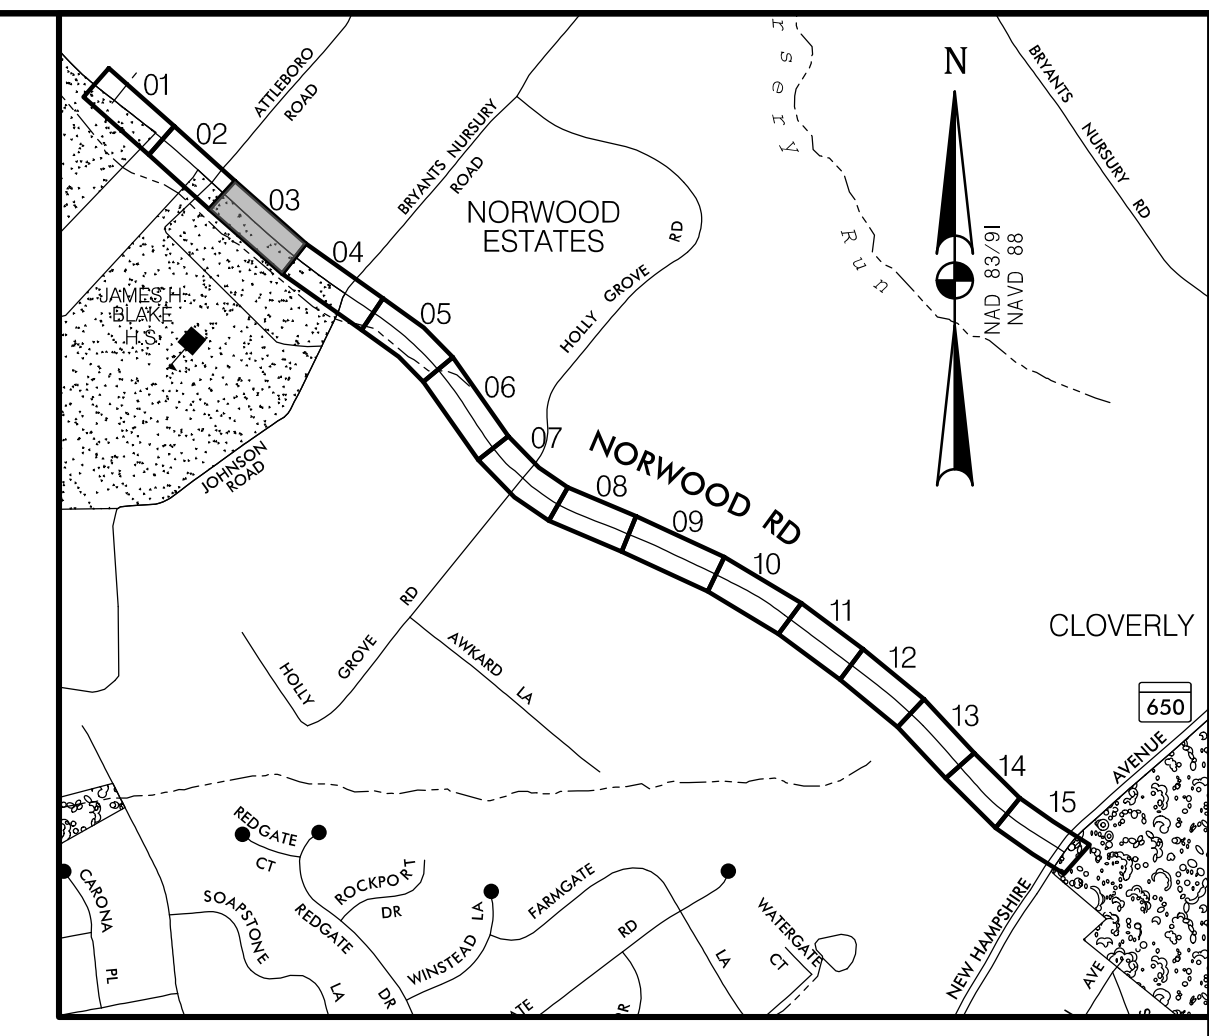 01
02
03
04
05
06
07
08
09
10
11
12
13
14
15
ATTLEBORO
ROAD
BRYANTS NURSURY
ROAD
NORWOOD
ESTATES
HOLLY GROVE RD
rsery
Run
N
NAD 83/91
NAVD 88
BRYANTS NURSURY RD
JAMES H.
BLAKE
H.S.
JOHNSON
ROAD
NORWOOD RD
HOLLY GROVE RD
AWKARD LA
CLOVERLY
650
NEW HAMPSHIRE AVENUE
REDGATE
CT
ROCKPORT
DR
SOAPSTONE LA
REDGATE DR
WINSTEAD LA
FARMGATE LA
RD
WATERGATE
CT
CARONA PL
ATE
AVE